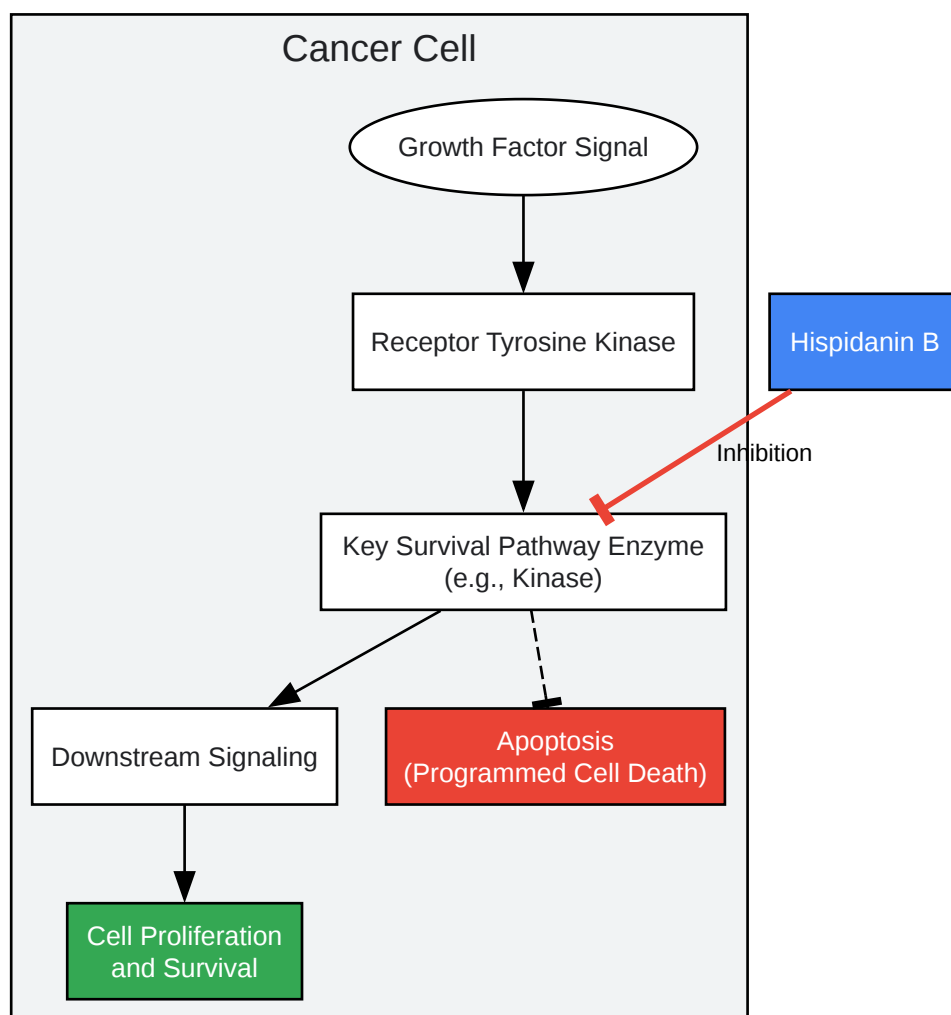 Cancer Cell
Growth Factor Signal
Receptor Tyrosine Kinase
Hispidanin B
Inhibition
Key Survival Pathway Enzyme
(e.g., Kinase)
Downstream Signaling
Apoptosis
(Programmed Cell Death)
Cell Proliferation
and Survival